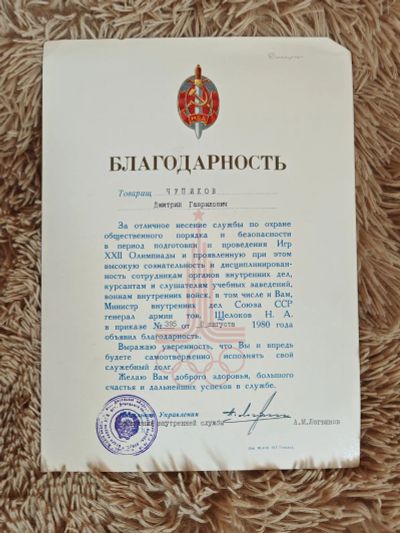 МВД
БЛАГОДАРНОСТЬ
Товарищ ЧУПИКОВ
Дмитрий Гаврилович
За отличное несение службы по охране
общественного порядка и безопасности
в период подготовки и проведения Игр
XXII Олимпиады и проявленную при этом
высокую сознательность и дисциплинирован-
ность сотрудникам органов внутренних дел,
курсантам и слушателям учебных заведений,
воинам внутренних войск, в том числе и Вам,
Министр внутренних дел Союза ССР
генерал армии тов. Щелоков Н. А.
в приказе № 395 от августа 1980 года
объявил благодарность.
Выражаю уверенность, что Вы и впредь
будете самоотверженно исполнять свой
служебный долг.
Желаю Вам доброго здоровья, большого
счастья и дальнейших успехов в службе.
Управления
внутренней службы А.М.Логвинов